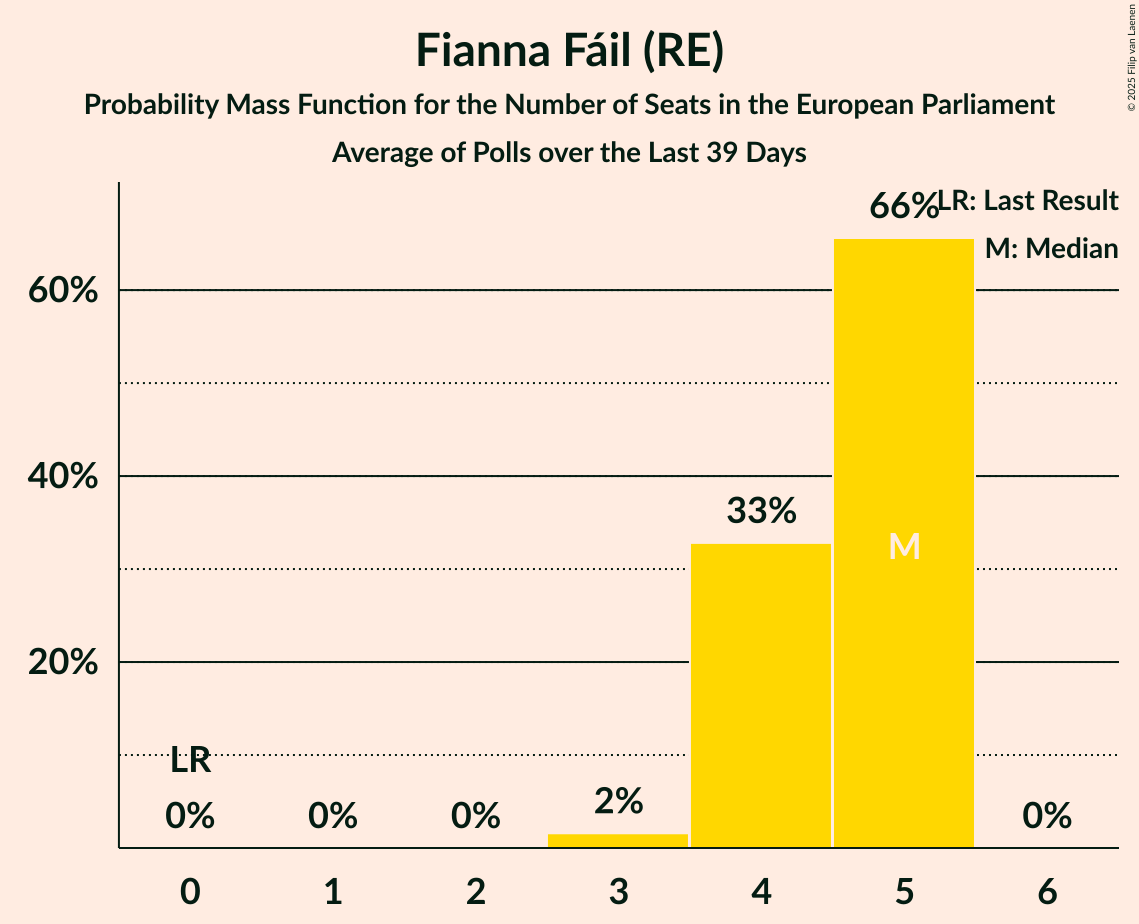 Fianna Fáil (RE)
Probability Mass Function for the Number of Seats in the European Parliament
Average of Polls over the Last 39 Days
© 2025 Filip van Laenen
LR: Last Result
M: Median
60%
40%
20%
66%
33%
M
LR
0%
0%
0%
2%
0%
0
1
2
3
4
5
6